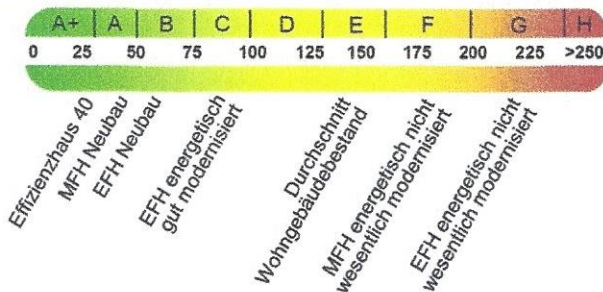 A+ A B C D E F G H
0 25 50 75 100 125 150 175 200 225 >250
Effizienzhaus 40
MFH Neubau
EFH Neubau
EFH energetisch
gut modernisiert
Durchschnitt
Wohngebäudebestand
MFH energetisch nicht
wesentlich modernisiert
EFH energetisch nicht
wesentlich modernisiert